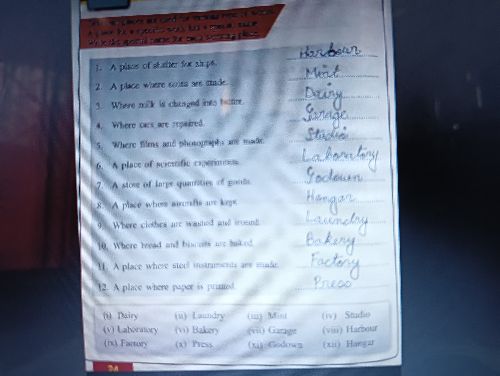 1. A place of shelter for ships. Harbour
2. A place where coins are made. Mint
3. Where milk is changed into butter. Dairy
4. Where cars are repaired. Garage
5. Where films and photographs are made. Studio
6. A place of scientific experiments. Laboratory
7. A store of large quantities of goods. Godown
8. A place where aircrafts are kept. Hangar
9. Where clothes are washed and ironed. Laundry
10. Where bread and biscuits are baked. Bakery
11. A place where steel instruments are made. Factory
12. A place where paper is printed. Press
(i) Dairy (ii) Laundry (iii) Mint (iv) Studio
(v) Laboratory (vi) Bakery (vii) Garage (viii) Harbour
(ix) Factory (x) Press (xi) Godown (xii) Hangar
24